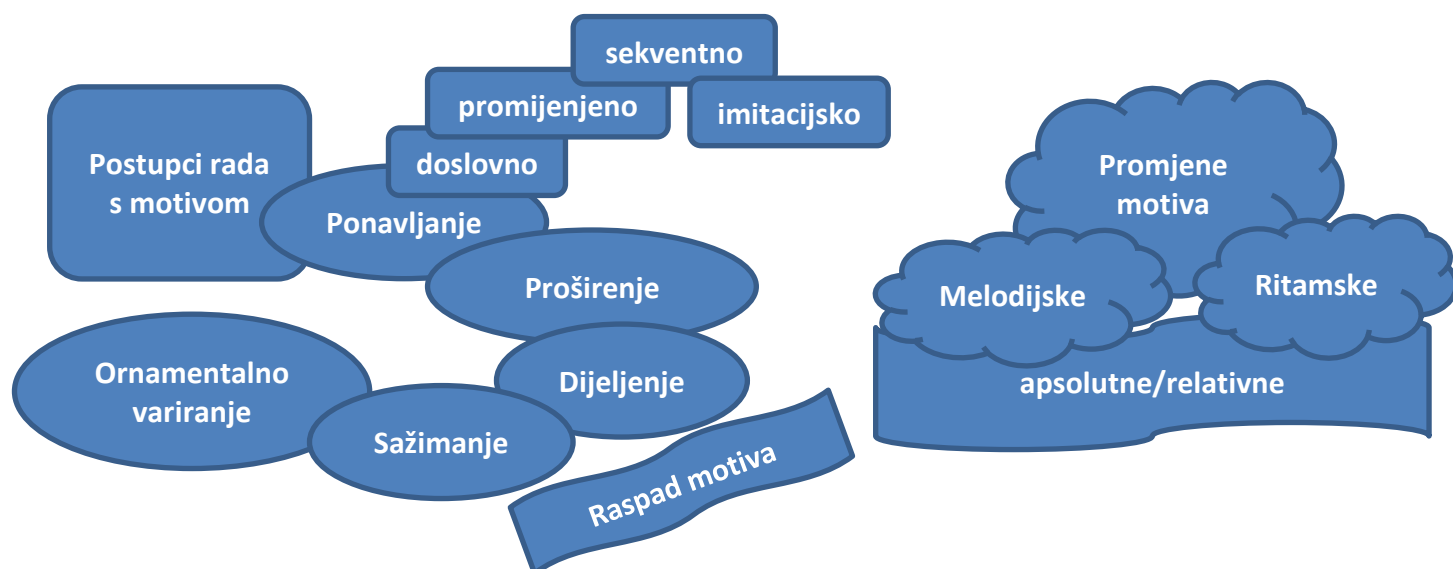 Postupci rada
s motivom
Ponavljanje
doslovno
promijenjeno
sekventno
imitacijsko
Proširenje
Dijeljenje
Raspad motiva
Sažimanje
Ornamentalno
variranje
Promjene
motiva
Melodijske
Ritamske
apsolutne/relativne